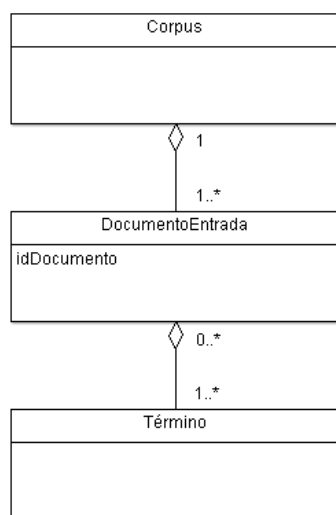 Corpus
1
1..*
DocumentoEntrada
idDocumento
0..*
1..*
Término